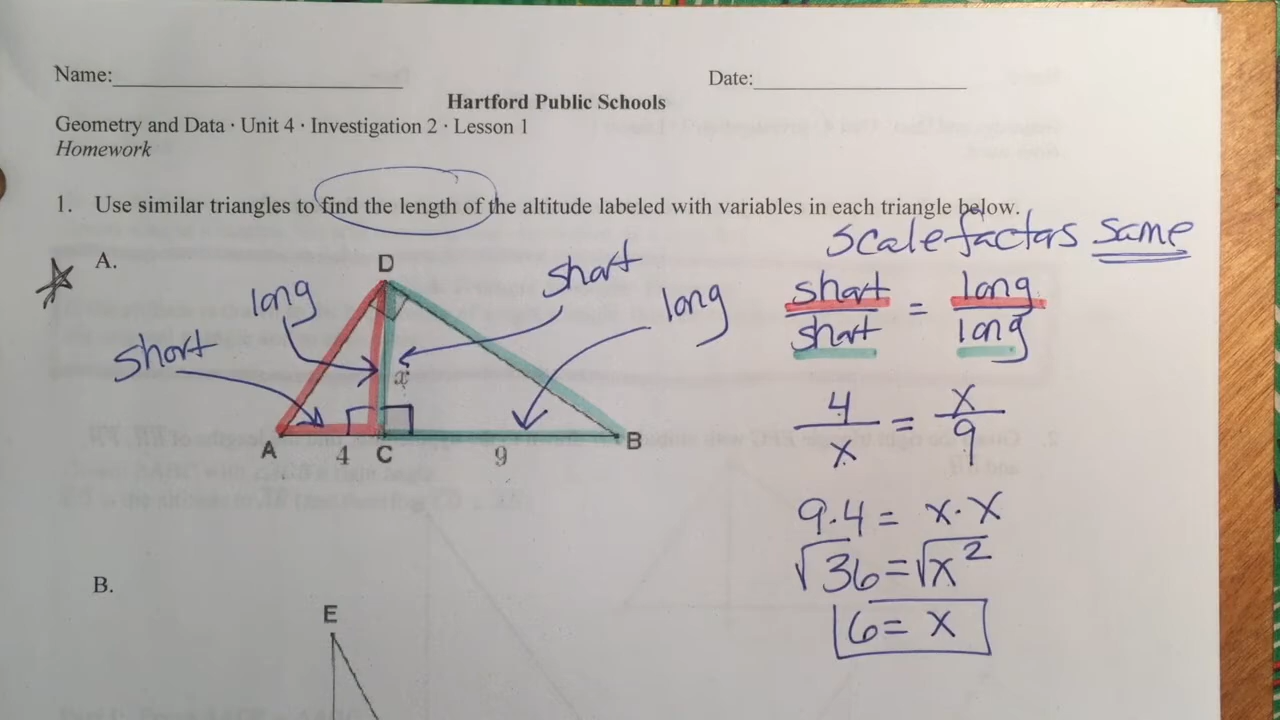 Name:
Date:
Hartford Public Schools
Geometry and Data · Unit 4 · Investigation 2 · Lesson 1
Homework
1. Use similar triangles to find the length of the altitude labeled with variables in each triangle below.
scale factors same
A.
D
long
short
long
short
x
A
4
C
9
B
short/short = long/long
4/x = x/9
9·4 = x·x
√36 = √x²
6 = x
B.
E